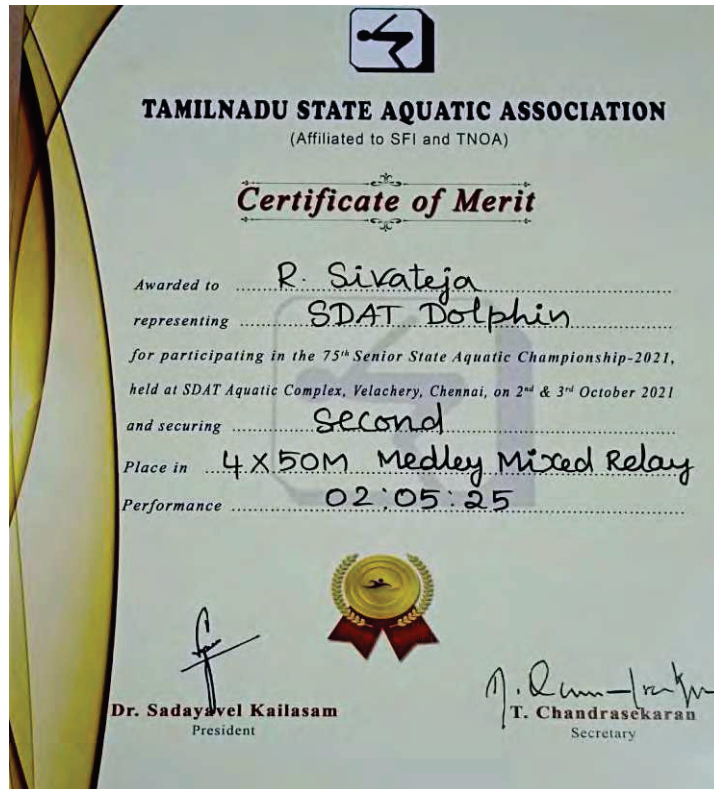 TAMILNADU STATE AQUATIC ASSOCIATION
(Affiliated to SFI and TNOA)
Certificate of Merit
Awarded to R. Sivateja
representing SDAT Dolphin
for participating in the 75th Senior State Aquatic Championship-2021,
held at SDAT Aquatic Complex, Velachery, Chennai, on 2nd & 3rd October 2021
and securing Second
Place in 4 X 50M Medley Mixed Relay
Performance 02:05:25
Dr. Sadayavel Kailasam
President
T. Chandrasekaran
Secretary